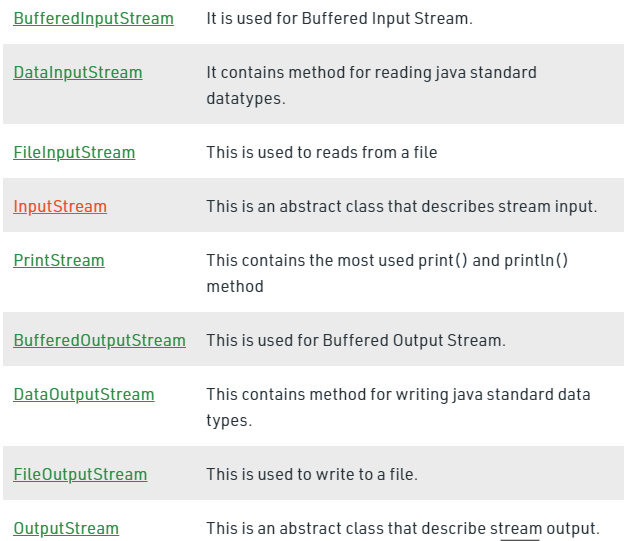 BufferedInputStream It is used for Buffered Input Stream.
DataInputStream It contains method for reading java standard
datatypes.
FileInputStream This is used to reads from a file
InputStream This is an abstract class that describes stream input.
PrintStream This contains the most used print() and println()
method
BufferedOutputStream This is used for Buffered Output Stream.
DataOutputStream This contains method for writing java standard data
types.
FileOutputStream This is used to write to a file.
OutputStream This is an abstract class that describe stream output.